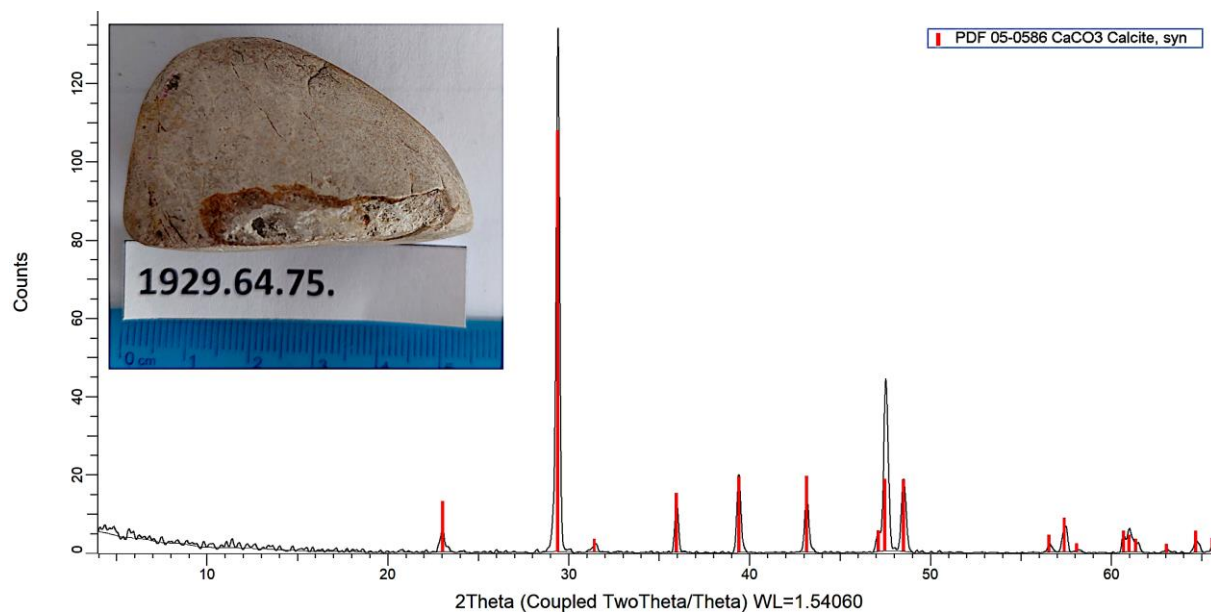 PDF 05-0586 CaCO3 Calcite, syn
120
100
80
60
40
20
0
Counts
1929.64.75.
0 cm 1 2 3 4 5
10 20 30 40 50 60
2Theta (Coupled TwoTheta/Theta) WL=1.54060